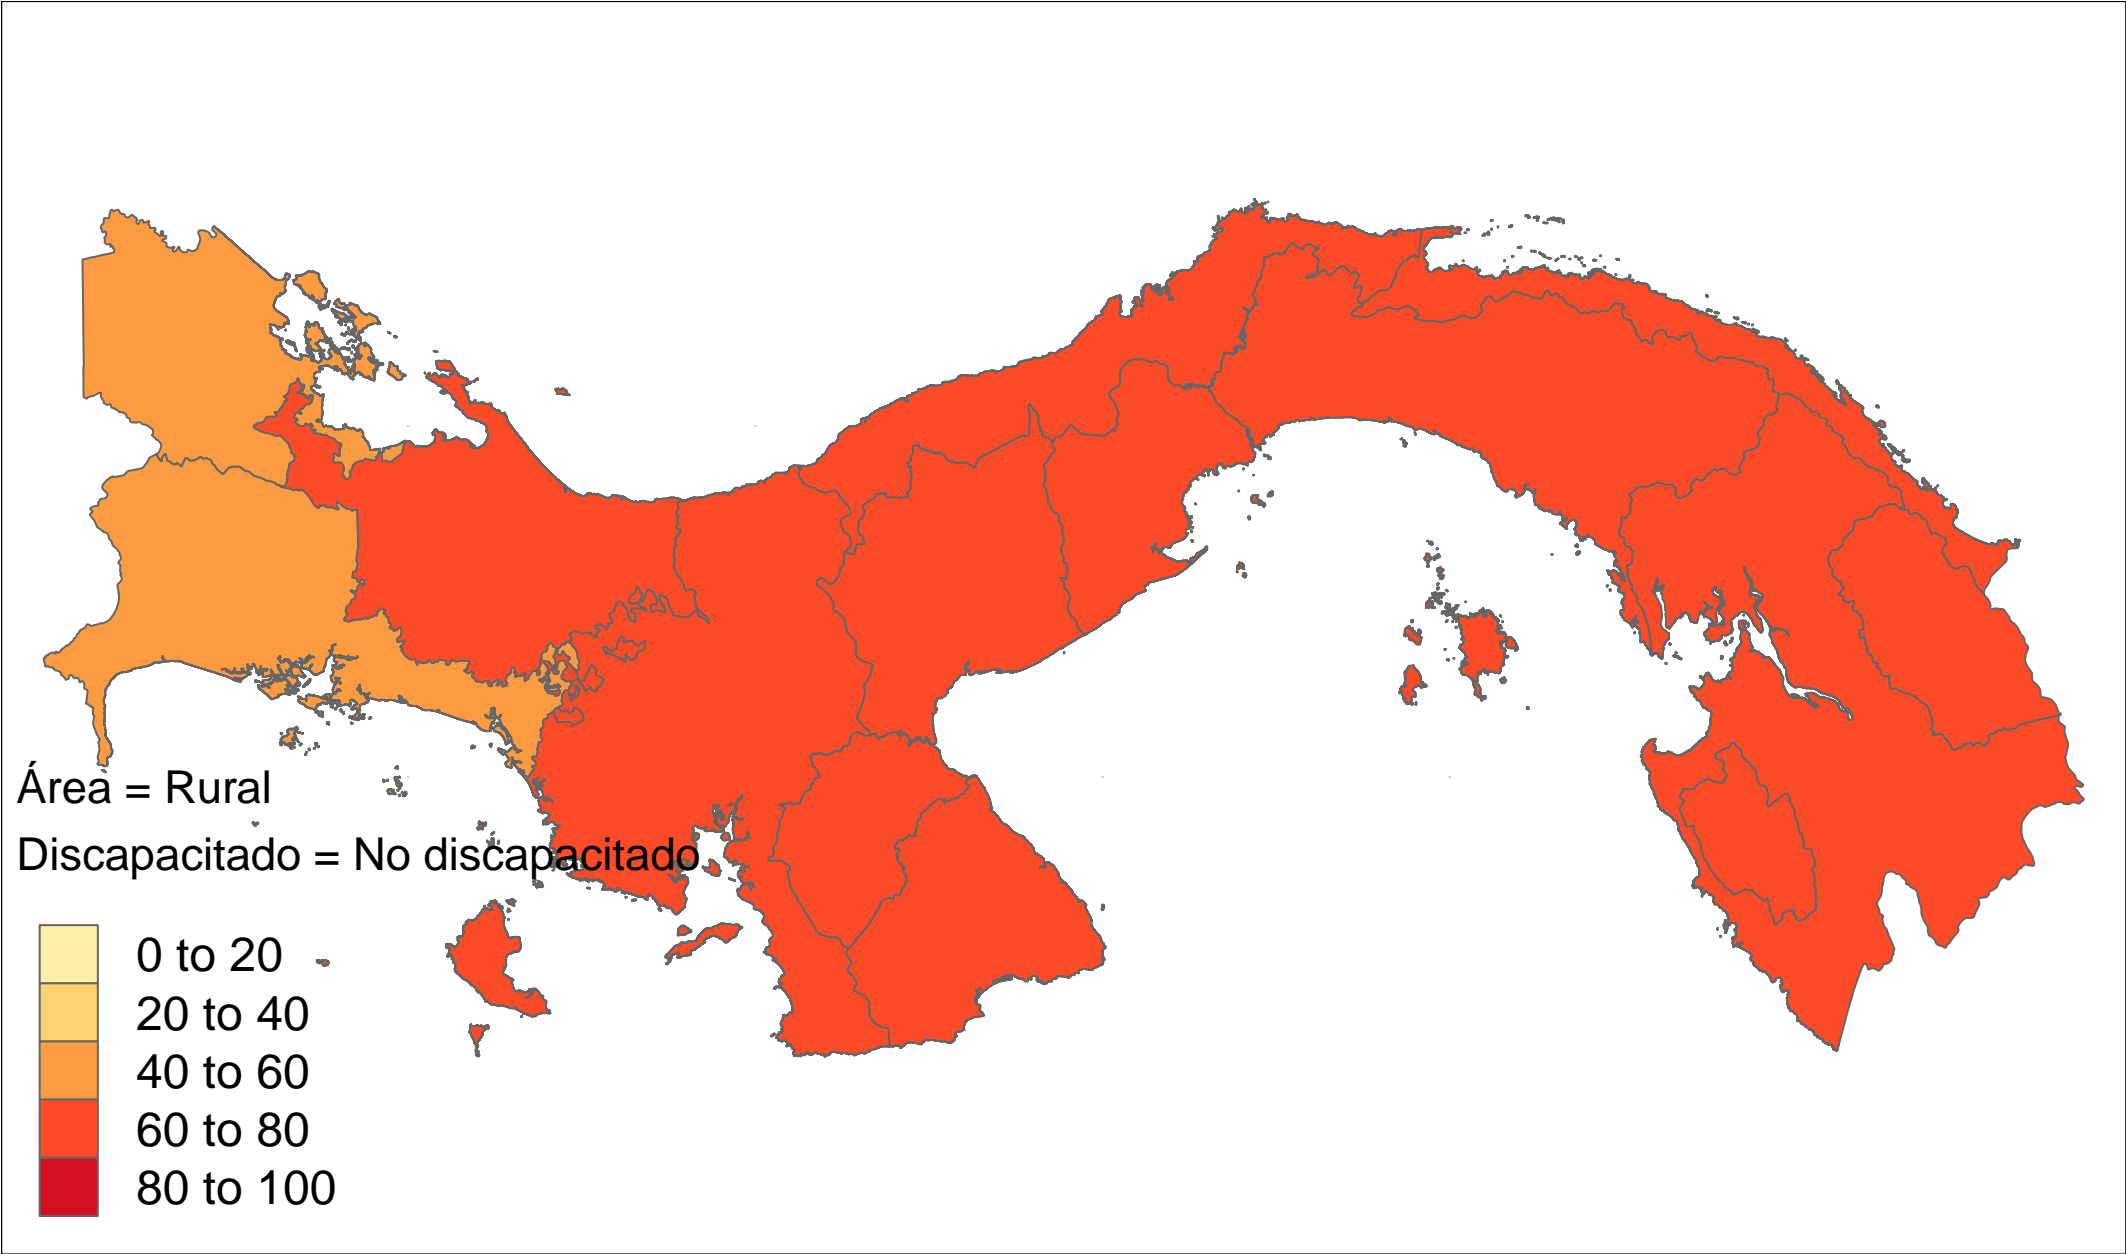 Área = Rural
Discapacitado = No discapacitado
0 to 20
20 to 40
40 to 60
60 to 80
80 to 100